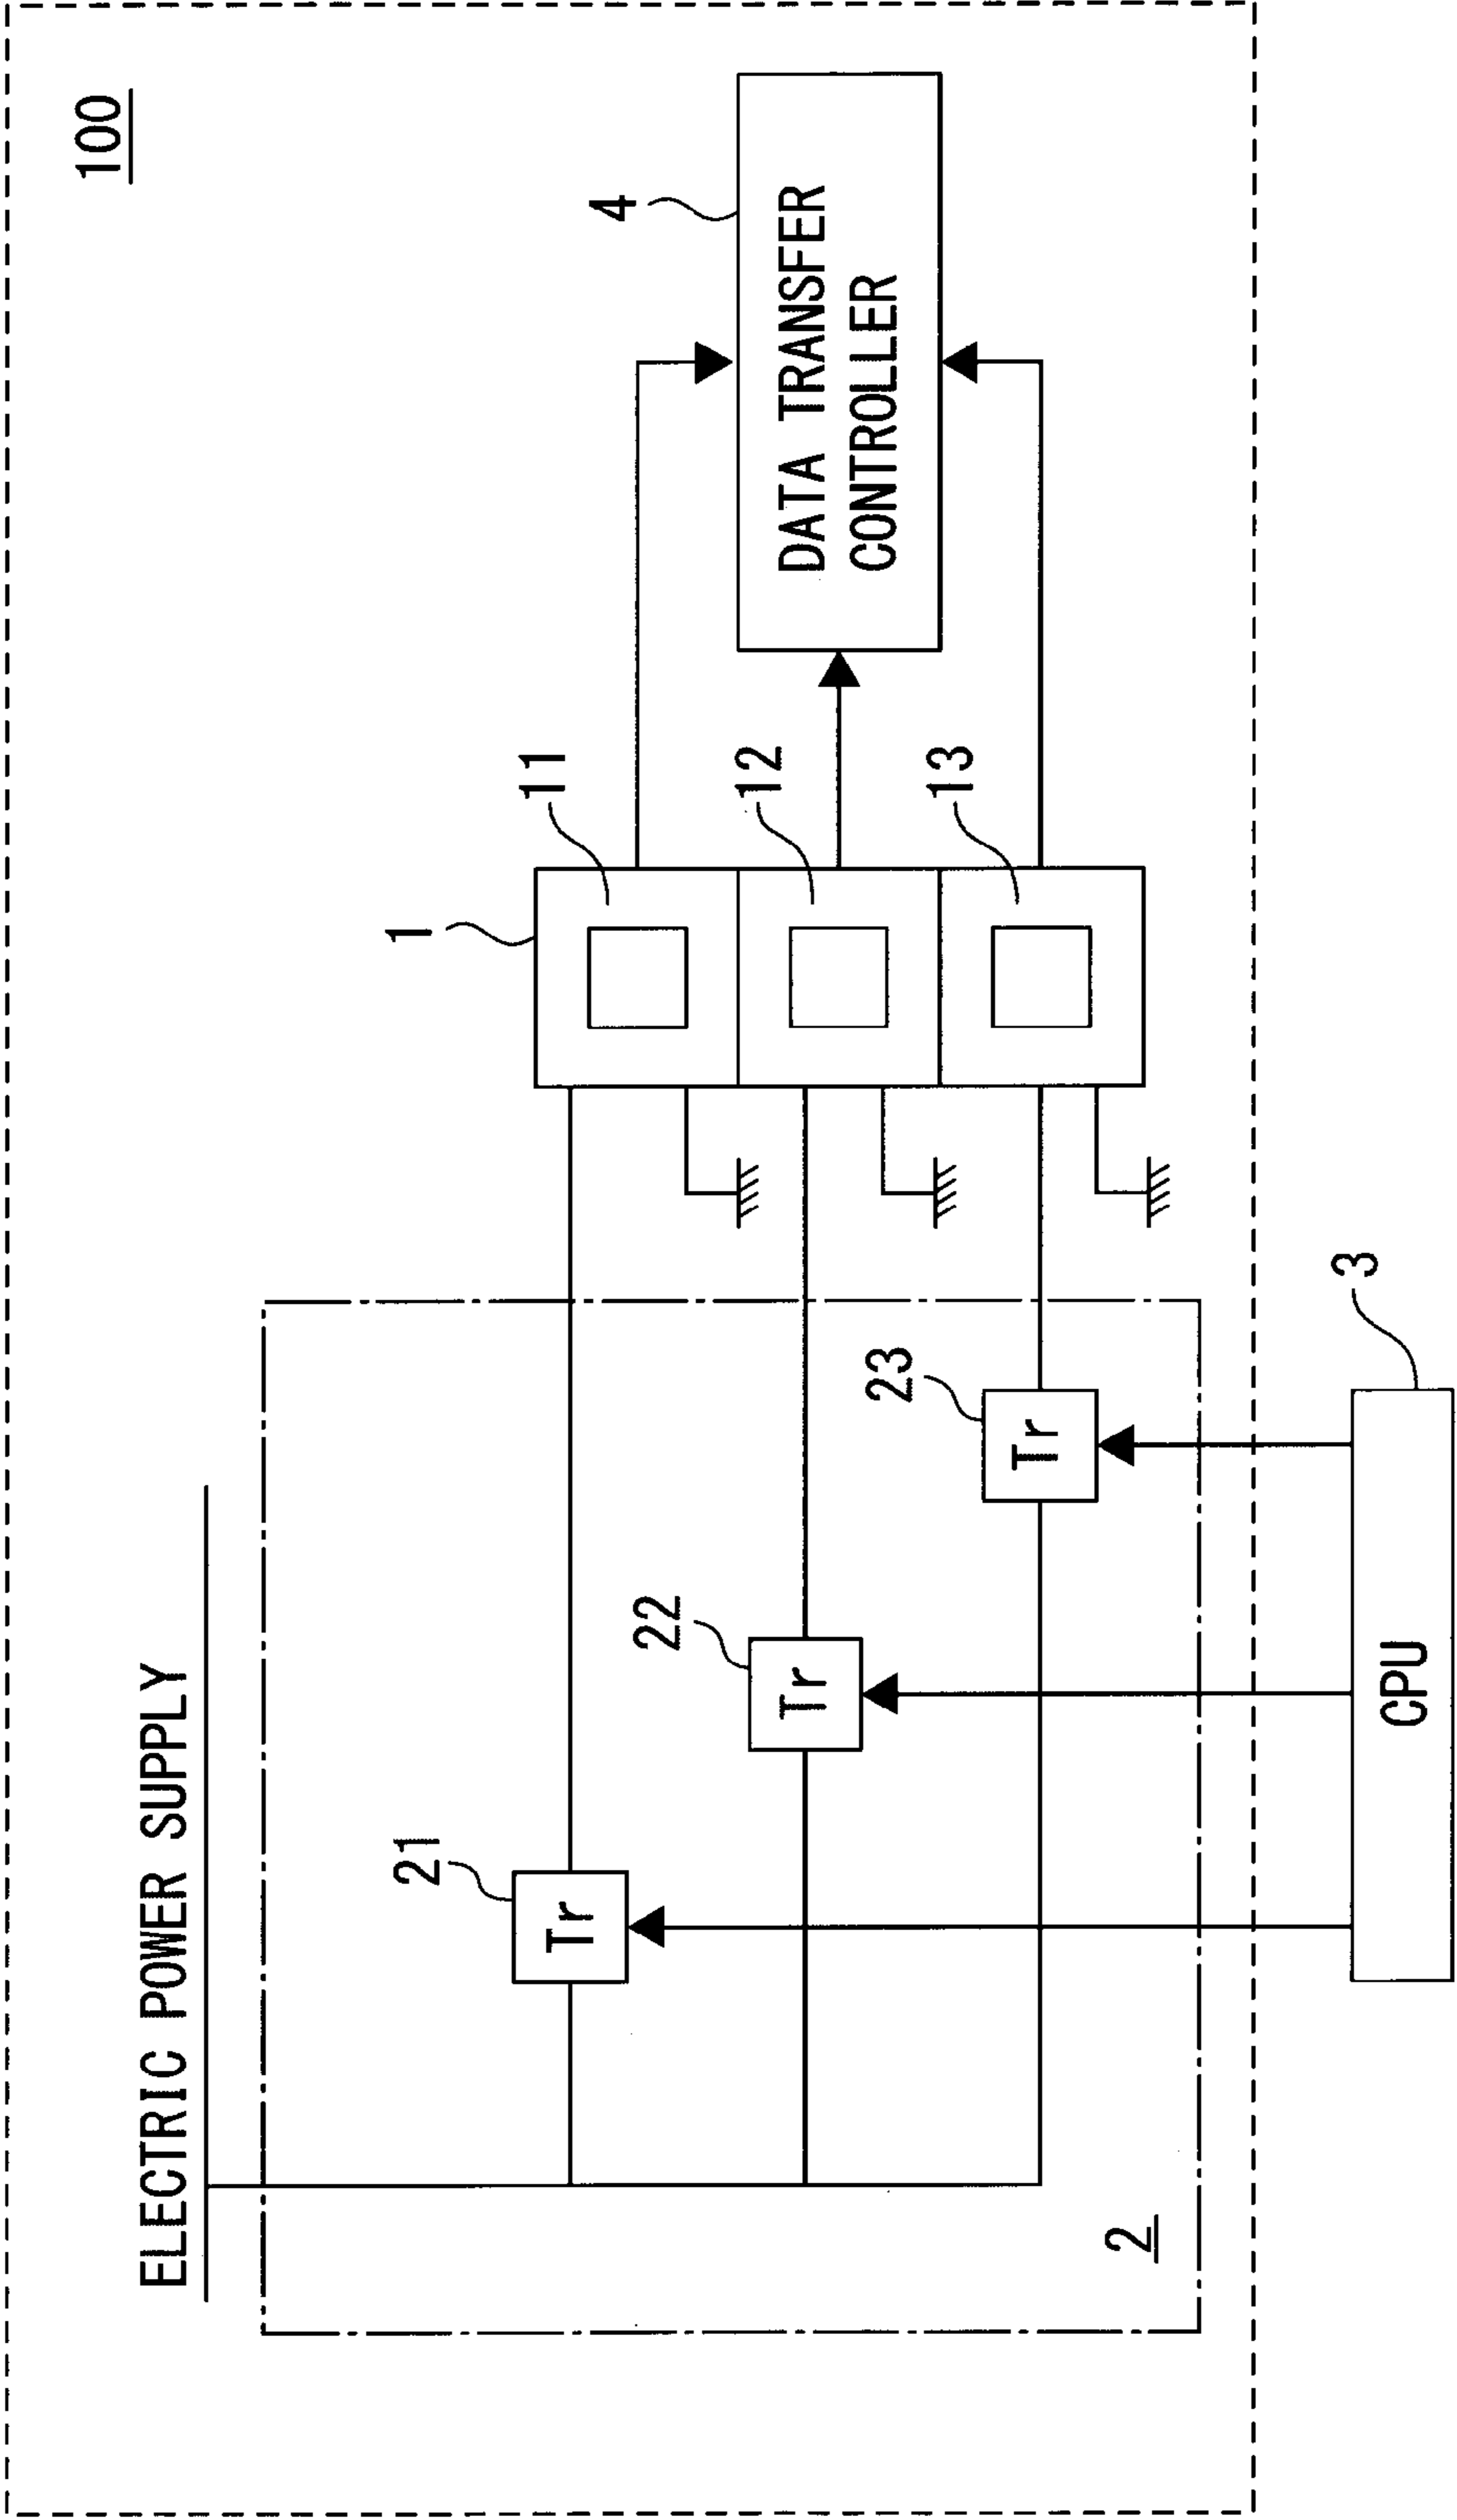 100
ELECTRIC POWER SUPPLY
1
11
4
21
Tr
12
DATA TRANSFER
CONTROLLER
22
Tr
13
23
Tr
2
3
CPU